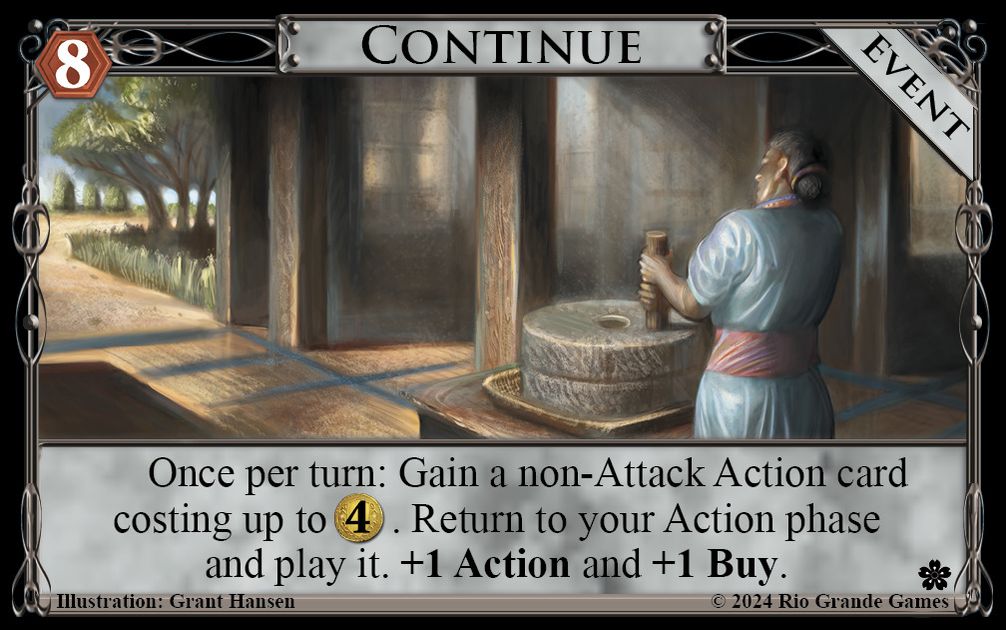 8
CONTINUE
EVENT
Once per turn: Gain a non-Attack Action card
costing up to 4 . Return to your Action phase
and play it. +1 Action and +1 Buy.
Illustration: Grant Hansen
© 2024 Rio Grande Games